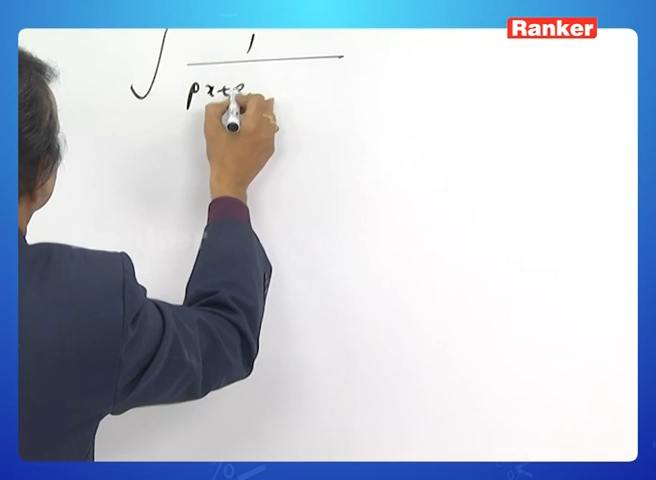 Ranker
∫ 1
px+